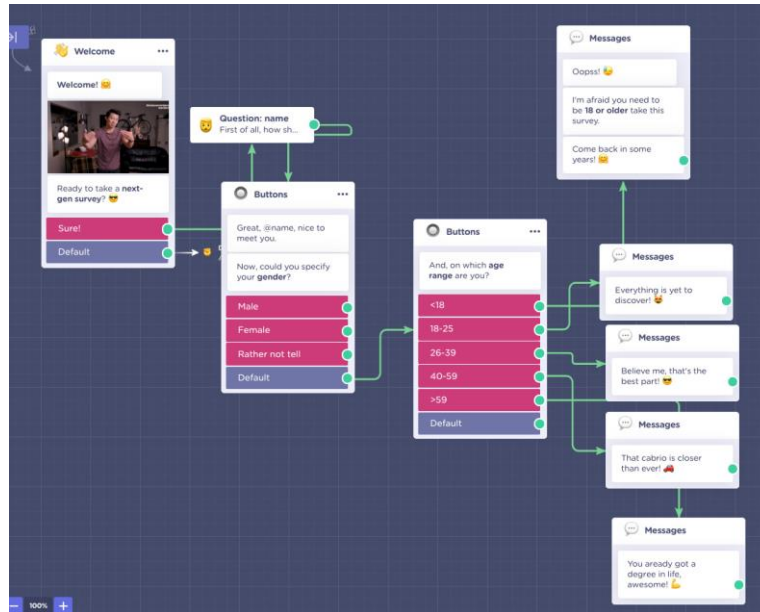 Welcome
Welcome!
Ready to take a next-
gen survey?
Sure!
Default
Question: name
First of all, how sh...
Buttons
Great, @name, nice to
meet you.
Now, could you specify
your gender?
Male
Female
Rather not tell
Default
Buttons
And, on which age
range are you?
<18
18-25
26-39
40-59
>59
Default
Messages
Oopss!
I'm afraid you need to
be 18 or older take this
survey.
Come back in some
years!
Messages
Everything is yet to
discover!
Messages
Believe me, that's the
best part!
Messages
That cabrio is closer
than ever!
Messages
You aready got a
degree in life,
awesome!
100%